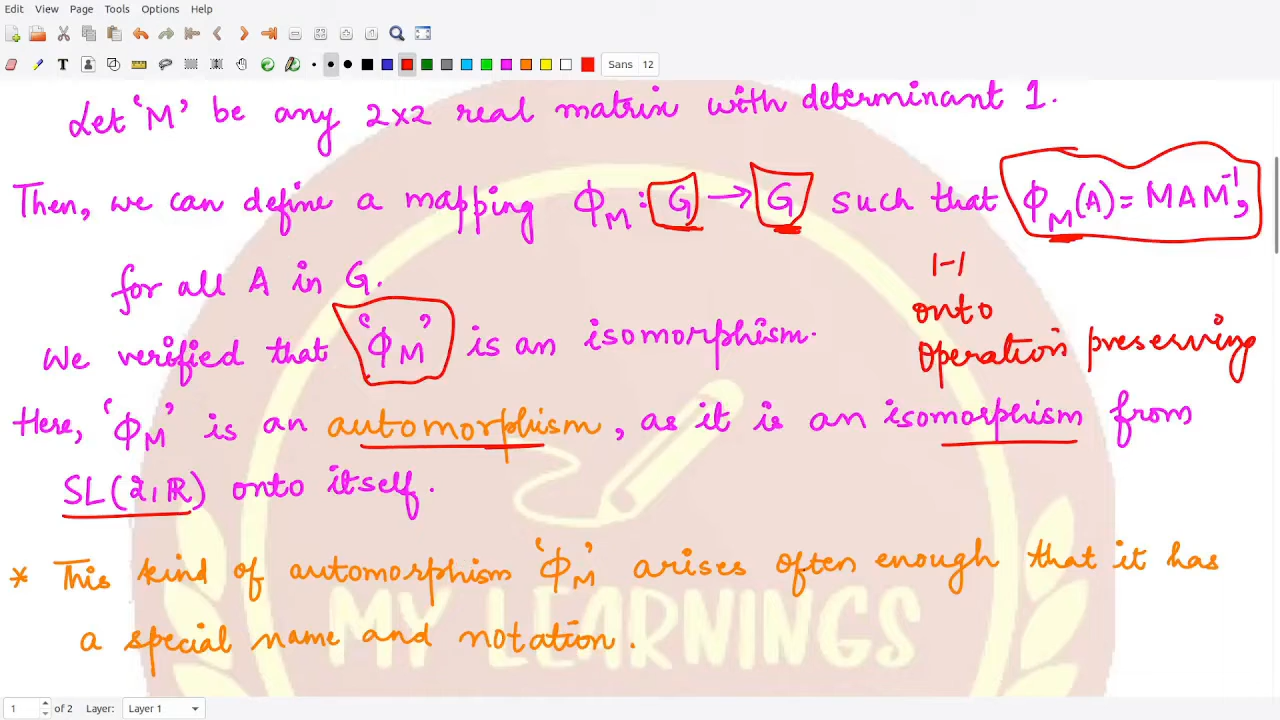 Edit View Page Tools Options Help
Sans 12
Let 'M' be any 2x2 real matrix with determinant 1.
Then, we can define a mapping ϕM : G → G such that ϕM(A) = MAM⁻¹,
for all A in G.
1-1
onto
operation preserving
We verified that 'ϕM' is an isomorphism.
Here, 'ϕM' is an automorphism, as it is an isomorphism from
SL(2, ℝ) onto itself.
* This kind of automorphism 'ϕM' arises often enough that it has
a special name and notation.
MY LEARNINGS
1 of 2 Layer: Layer 1